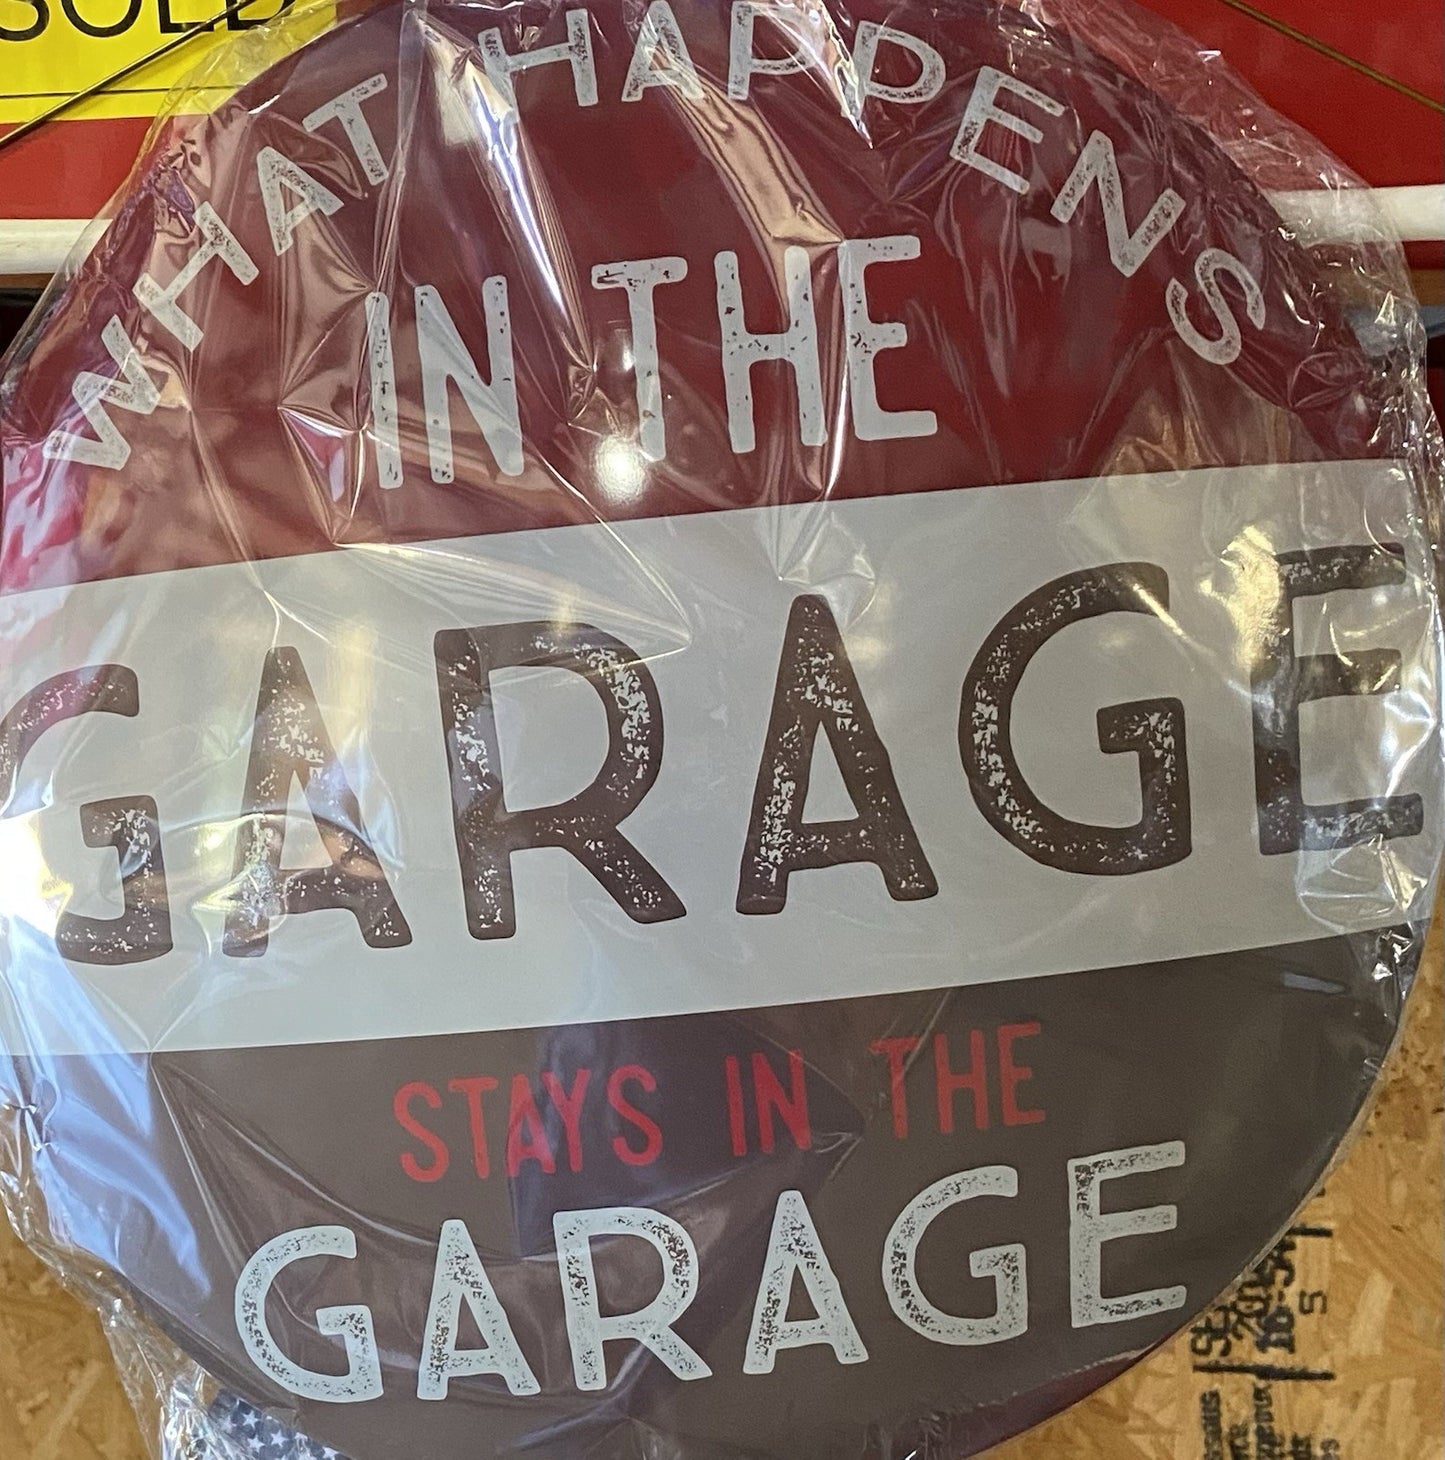 SOLD
WHAT HAPPENS
IN THE
GARAGE
STAYS IN THE
GARAGE